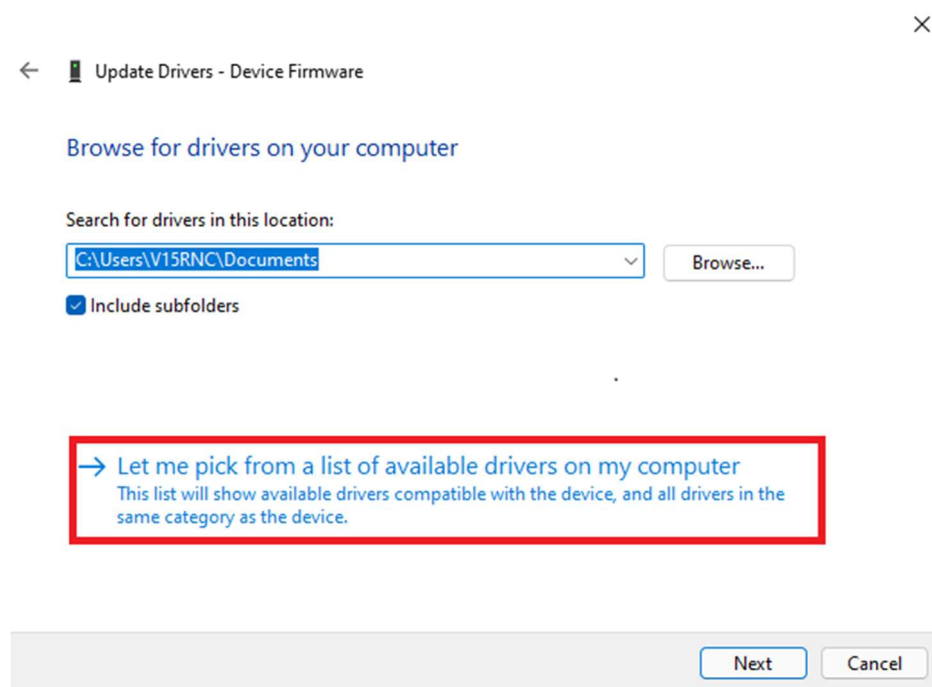 Update Drivers - Device Firmware
Browse for drivers on your computer
Search for drivers in this location:
C:\Users\V15RNC\Documents
Browse...
Include subfolders
Let me pick from a list of available drivers on my computer
This list will show available drivers compatible with the device, and all drivers in the
same category as the device.
Next
Cancel